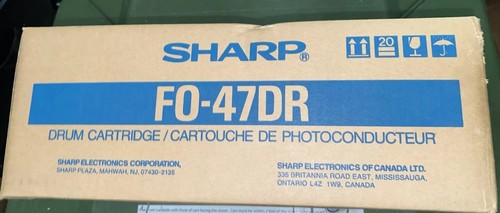 SHARP®
20
FO-47DR
DRUM CARTRIDGE / CARTOUCHE DE PHOTOCONDUCTEUR
SHARP ELECTRONICS CORPORATION,
SHARP PLAZA, MAHWAH, NJ, 07430-2135
SHARP ELECTRONICS OF CANADA LTD.
335 BRITANNIA ROAD EAST, MISSISSAUGA,
ONTARIO L4Z 1W9, CANADA